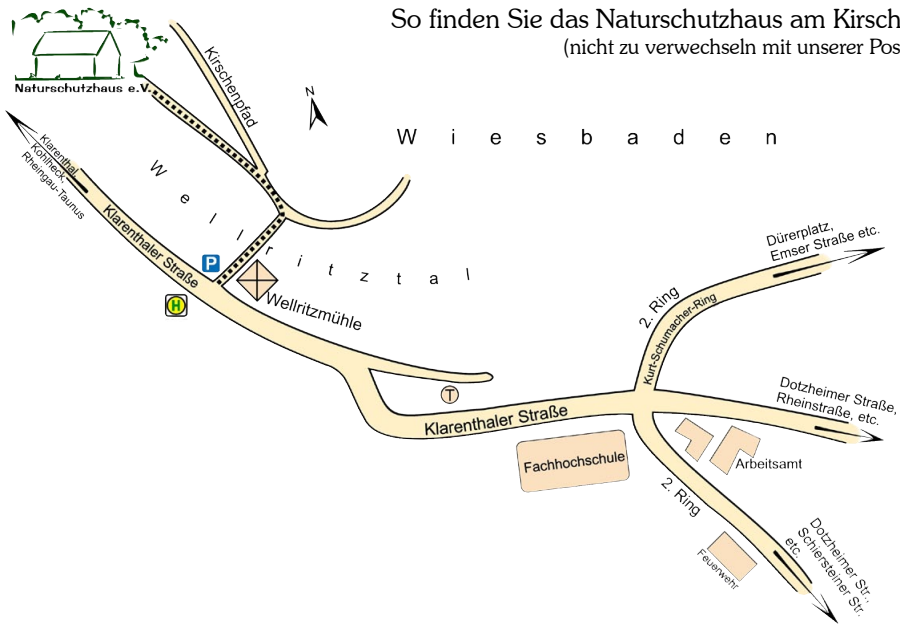 So finden Sie das Naturschutzhaus am Kirsch
(nicht zu verwechseln mit unserer Pos
Naturschutzhaus e.V.
Kirschenpfad
N
Wiesbaden
Klarenthal,
Kohlheck,
Rheingau-Taunus
Wellritztal
Klarenthaler Straße
P
H
Wellritzmühle
Dürerplatz,
Emser Straße etc.
2. Ring
Kurt-Schumacher-Ring
T
Klarenthaler Straße
Dotzheimer Straße,
Rheinstraße, etc.
Fachhochschule
Arbeitsamt
2. Ring
Feuerwehr
Dotzheimer Str.,
Schiersteiner Str.
etc.